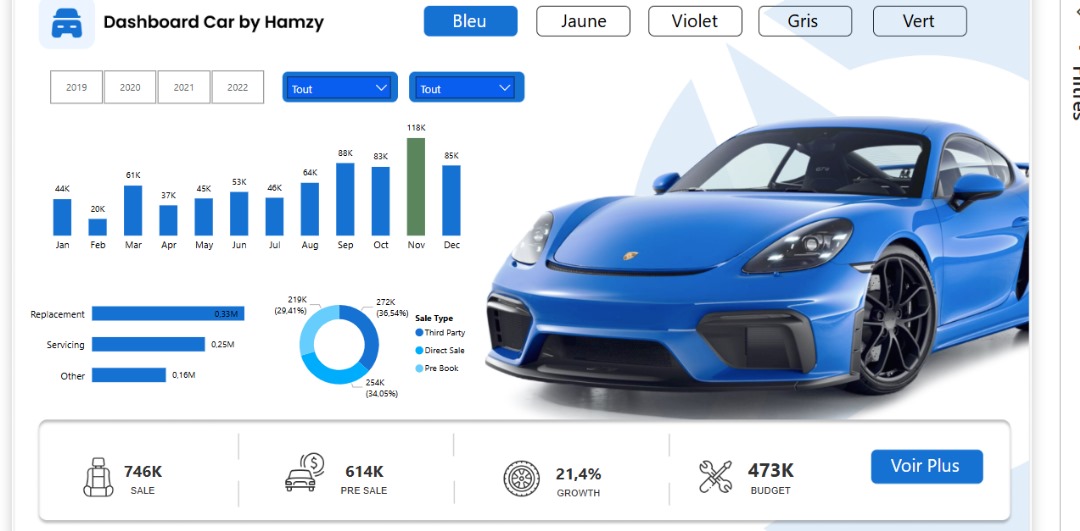 Dashboard Car by Hamzy
Bleu
Jaune
Violet
Gris
Vert
2019
2020
2021
2022
Tout
Tout
44K
20K
61K
37K
45K
53K
46K
64K
88K
83K
118K
85K
Jan
Feb
Mar
Apr
May
Jun
Jul
Aug
Sep
Oct
Nov
Dec
Replacement
0,33M
Servicing
0,25M
Other
0,16M
219K
(29,41%)
272K
(36,54%)
254K
(34,05%)
Sale Type
Third Party
Direct Sale
Pre Book
746K
SALE
614K
PRE SALE
21,4%
GROWTH
473K
BUDGET
Voir Plus